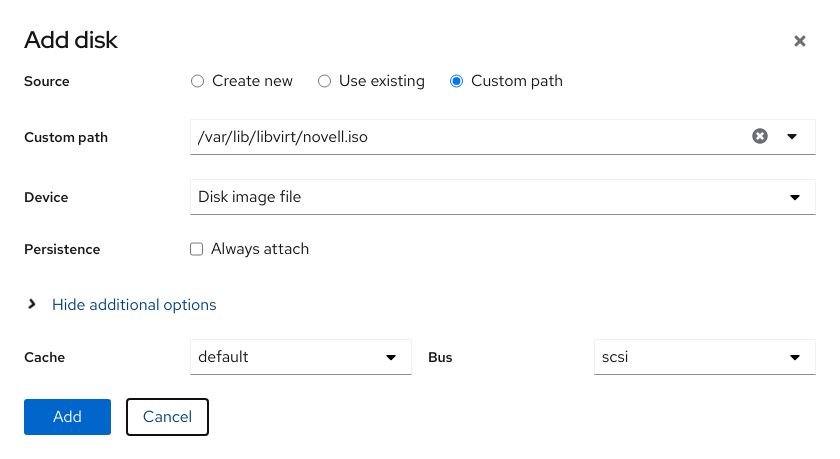 Add disk
Source Create new Use existing Custom path
Custom path /var/lib/libvirt/novell.iso
Device Disk image file
Persistence Always attach
Hide additional options
Cache default Bus scsi
Add Cancel